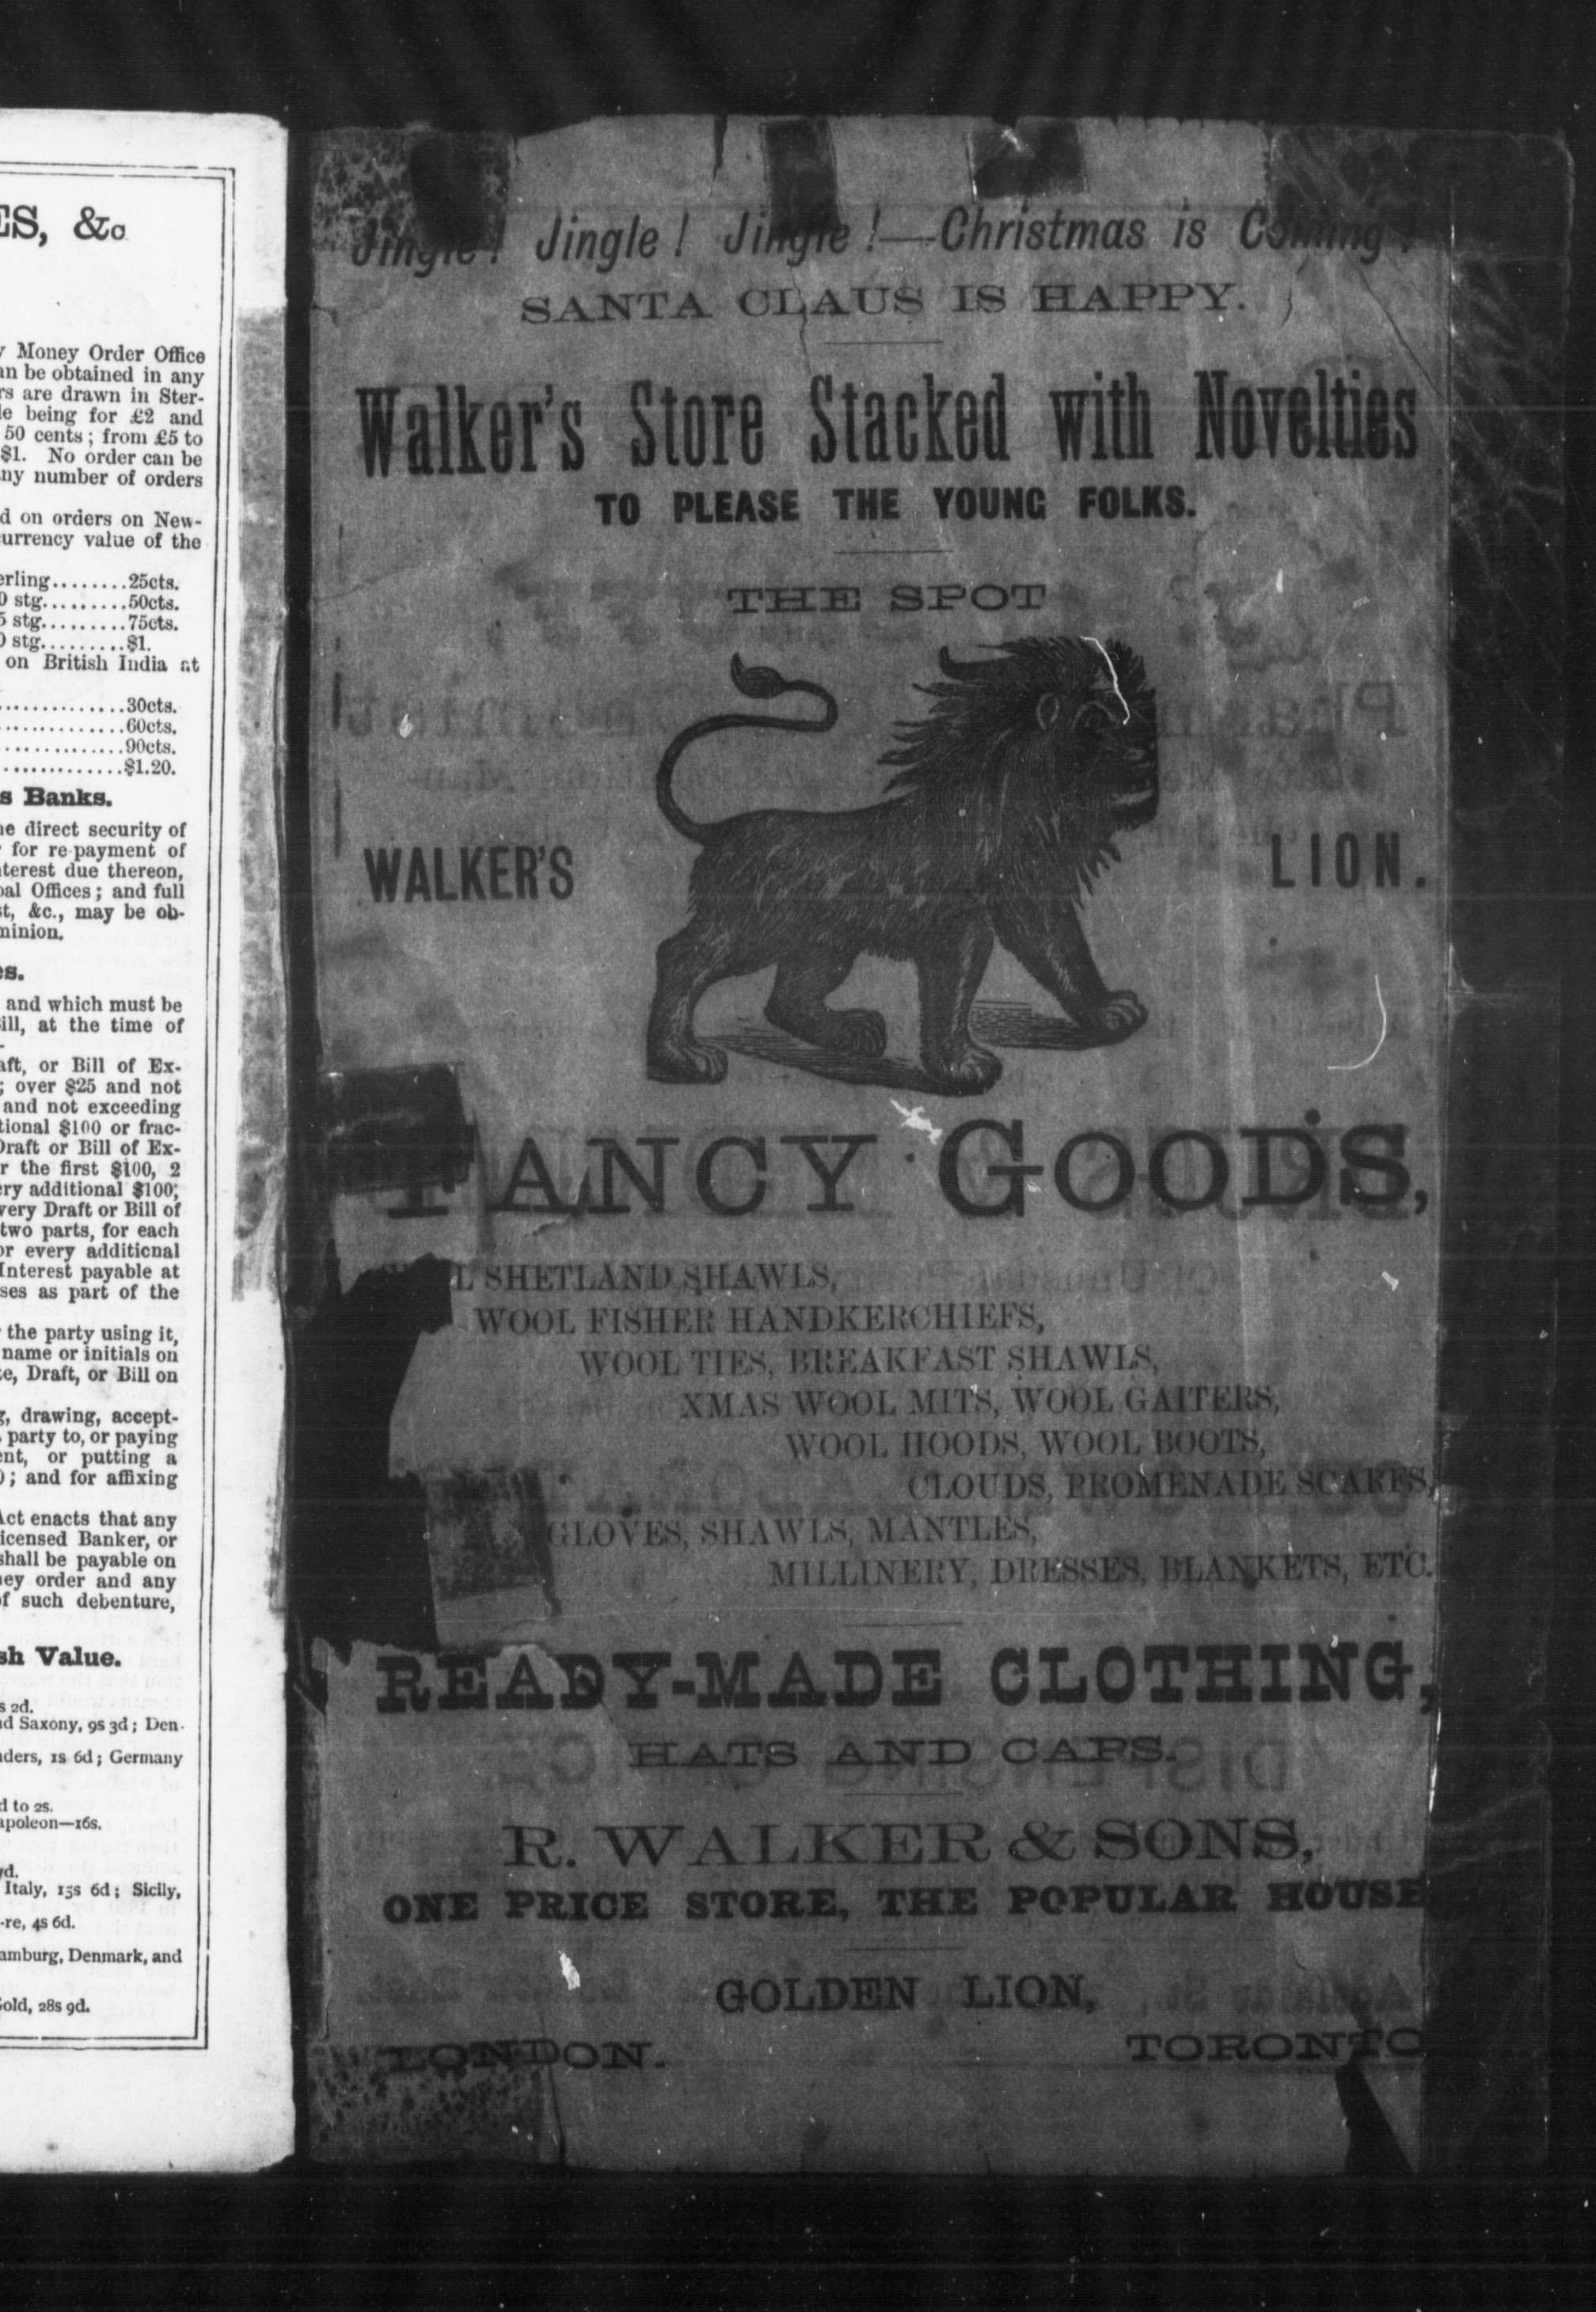 ES, &c
y Money Order Office
an be obtained in any
rs are drawn in Ster-
le being for £2 and
50 cents; from £5 to
$1. No order can be
ny number of orders
d on orders on New-
urrency value of the
erling........25cts.
0 stg.........50cts.
5 stg.........75cts.
0 stg.........$1.
on British India at
.............30cts.
.............60cts.
.............90cts.
.............$1.20.
s Banks.
he direct security of
for re-payment of
nterest due thereon,
pal Offices; and full
st, &c., may be ob-
minion.
es.
and which must be
Bill, at the time of
aft, or Bill of Ex-
; over $25 and not
and not exceeding
tional $100 or frac-
Draft or Bill of Ex-
r the first $100, 2
ery additional $100;
very Draft or Bill of
two parts, for each
or every additional
Interest payable at
ses as part of the
the party using it,
name or initials on
te, Draft, or Bill on
g, drawing, accept-
party to, or paying
ent, or putting a
); and for affixing
Act enacts that any
licensed Banker, or
shall be payable on
ney order and any
of such debenture,
sh Value.
s 2d.
nd Saxony, 9s 3d; Den-
nders, 1s 6d; Germany
d to 2s.
apoleon—16s.
7d.
Italy, 15s 6d; Sicily,
-re, 4s 6d.
amburg, Denmark, and
Gold, 28s 9d.
Jingle! Jingle! Jingle!—Christmas is Coming!
SANTA CLAUS IS HAPPY.
Walker's Store Stacked with Novelties
TO PLEASE THE YOUNG FOLKS.
THE SPOT
WALKER'S LION.
FANCY GOODS,
L SHETLAND SHAWLS,
WOOL FISHER HANDKERCHIEFS,
WOOL TIES, BREAKFAST SHAWLS,
XMAS WOOL MITS, WOOL GAITERS,
WOOL HOODS, WOOL BOOTS,
CLOUDS, PROMENADE SCARFS,
GLOVES, SHAWLS, MANTLES,
MILLINERY, DRESSES, BLANKETS, ETC.
READY-MADE CLOTHING,
HATS AND CAPS.
R. WALKER & SONS,
ONE PRICE STORE, THE POPULAR HOUSE
GOLDEN LION,
LONDON. TORONTO